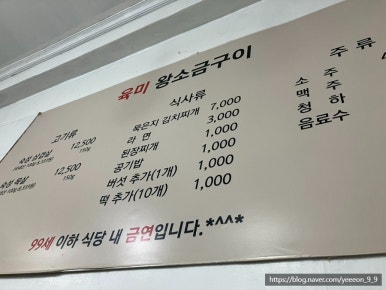 육미 왕소금구이
고기류
12,500
150g
12,500
150g
식사류
묵은지 김치찌개 7,000
라 면 3,000
된장찌개 1,000
공기밥 1,000
버섯 추가(1개) 1,000
떡 추가(10개) 1,000
주 류
소 주
맥 주
청 하
음료수
99세 이하 식당 내 금연입니다.*^^*
https://blog.naver.com/yeeeon_9_9